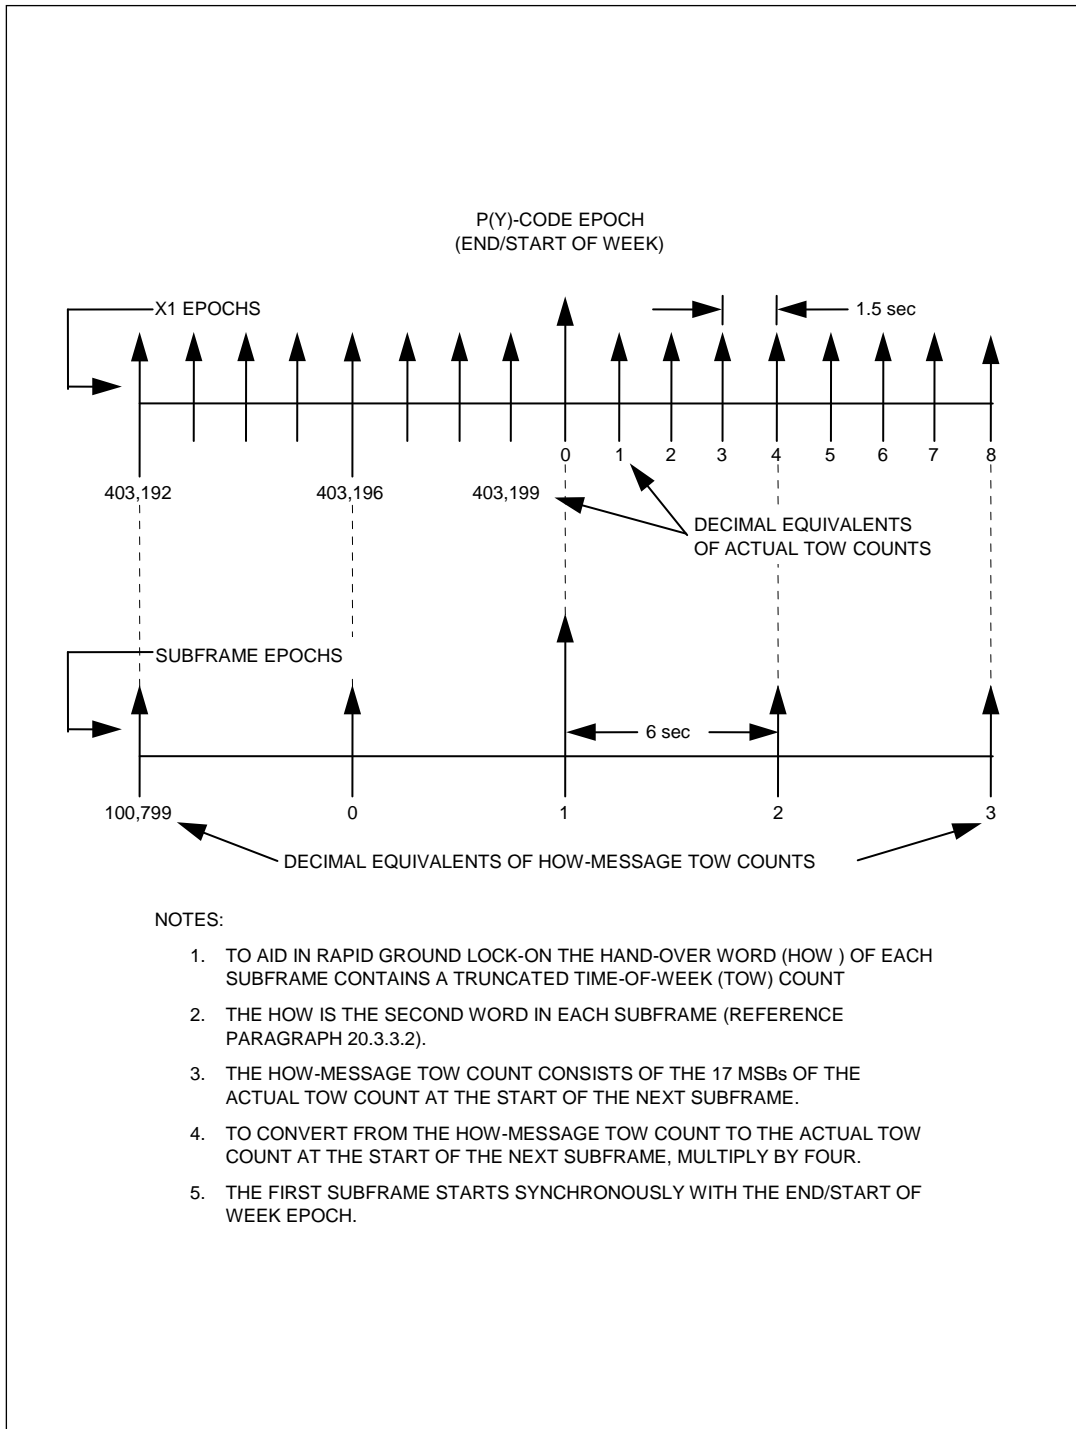 P(Y)-CODE EPOCH
(END/START OF WEEK)
X1 EPOCHS
1.5 sec
0 1 2 3 4 5 6 7 8
403,192 403,196 403,199
DECIMAL EQUIVALENTS
OF ACTUAL TOW COUNTS
SUBFRAME EPOCHS
6 sec
100,799 0 1 2 3
DECIMAL EQUIVALENTS OF HOW-MESSAGE TOW COUNTS
NOTES:
1. TO AID IN RAPID GROUND LOCK-ON THE HAND-OVER WORD (HOW ) OF EACH
SUBFRAME CONTAINS A TRUNCATED TIME-OF-WEEK (TOW) COUNT
2. THE HOW IS THE SECOND WORD IN EACH SUBFRAME (REFERENCE
PARAGRAPH 20.3.3.2).
3. THE HOW-MESSAGE TOW COUNT CONSISTS OF THE 17 MSBs OF THE
ACTUAL TOW COUNT AT THE START OF THE NEXT SUBFRAME.
4. TO CONVERT FROM THE HOW-MESSAGE TOW COUNT TO THE ACTUAL TOW
COUNT AT THE START OF THE NEXT SUBFRAME, MULTIPLY BY FOUR.
5. THE FIRST SUBFRAME STARTS SYNCHRONOUSLY WITH THE END/START OF
WEEK EPOCH.